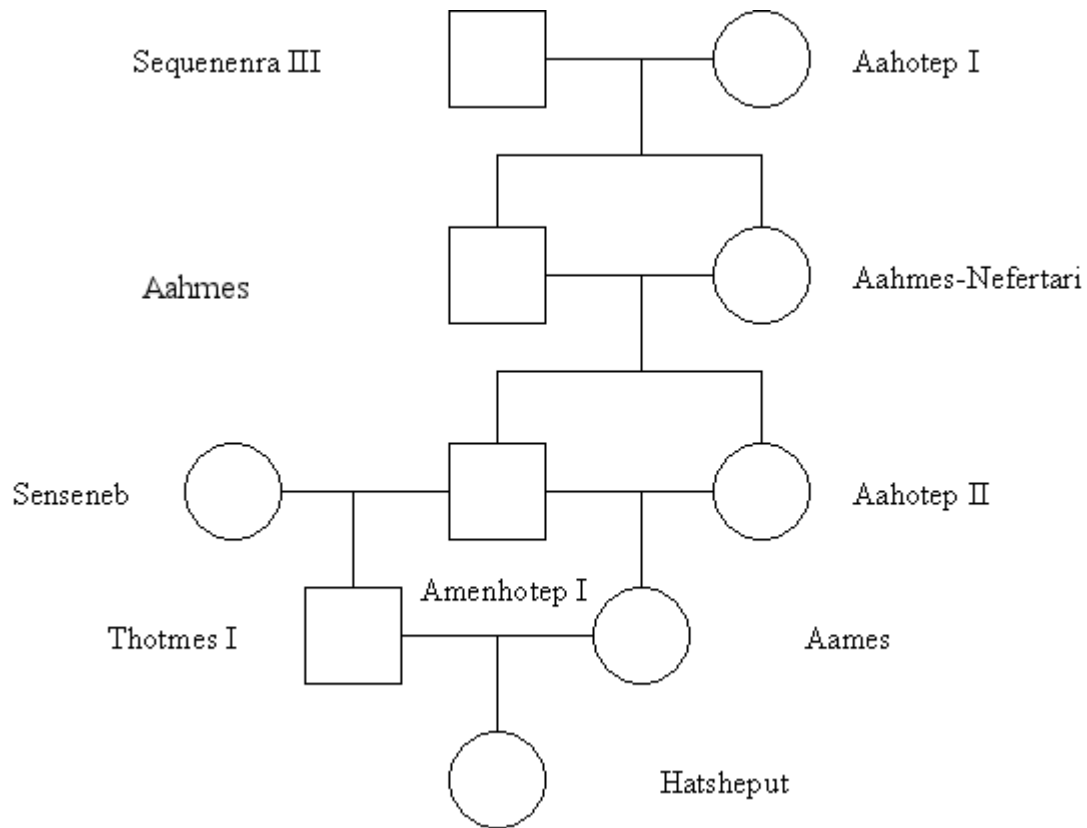 Sequenenra III
Aahotep I
Aahmes
Aahmes-Nefertari
Senseneb
Aahotep II
Amenhotep I
Thotmes I
Aames
Hatsheput